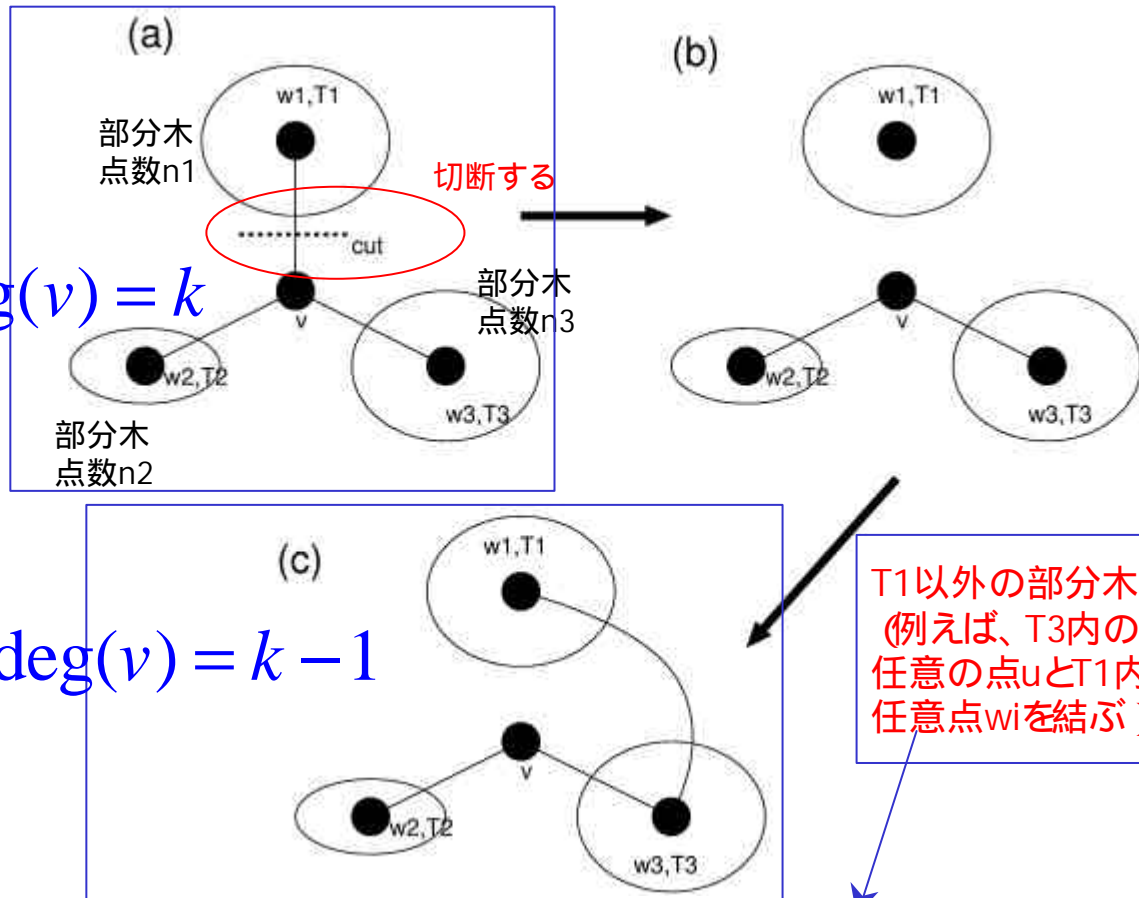 (a)
w1,T1
部分木
点数n1
切断する
cut
g(v) = k
v
部分木
点数n3
w2,T2
w3,T3
部分木
点数n2
(b)
w1,T1
v
w2,T2
w3,T3
(c)
w1,T1
deg(v) = k − 1
v
w2,T2
w3,T3
T1以外の部分木
(例えば、T3内の
任意の点uとT1内
任意点wiを結ぶ)